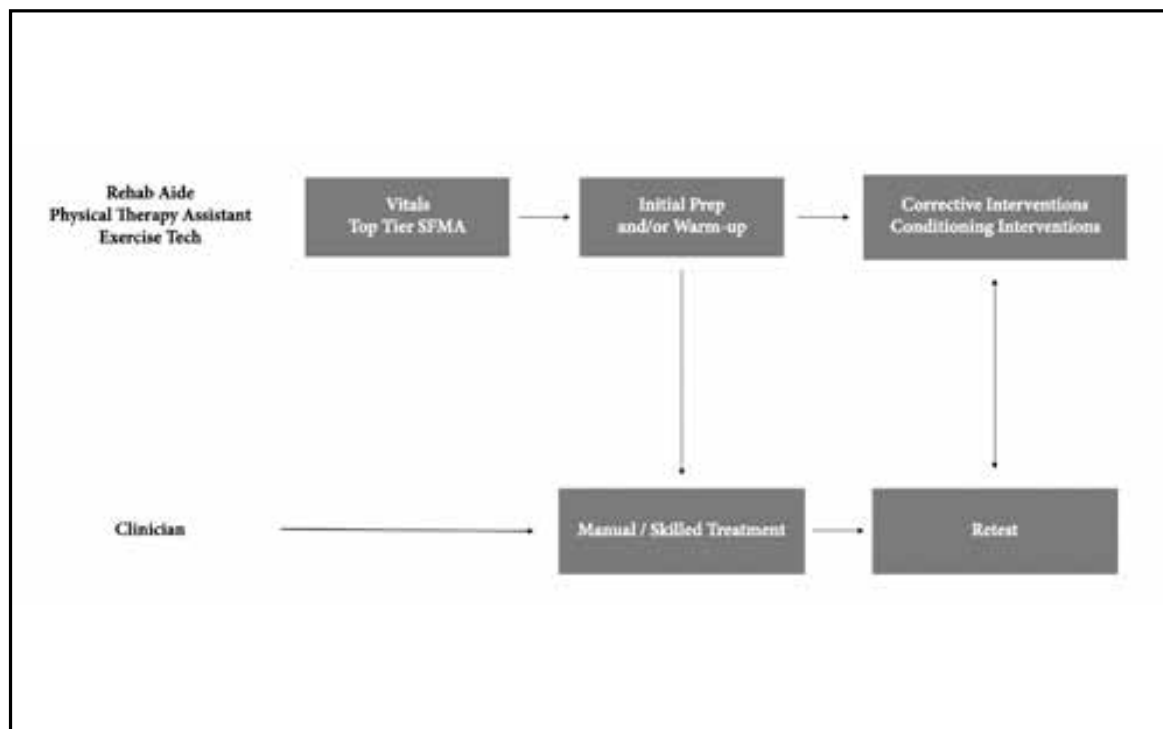 Rehab Aide
Physical Therapy Assistant
Exercise Tech
Vitals
Top Tier SFMA
Initial Prep
and/or Warm-up
Corrective Interventions
Conditioning Interventions
Clinician
Manual / Skilled Treatment
Retest